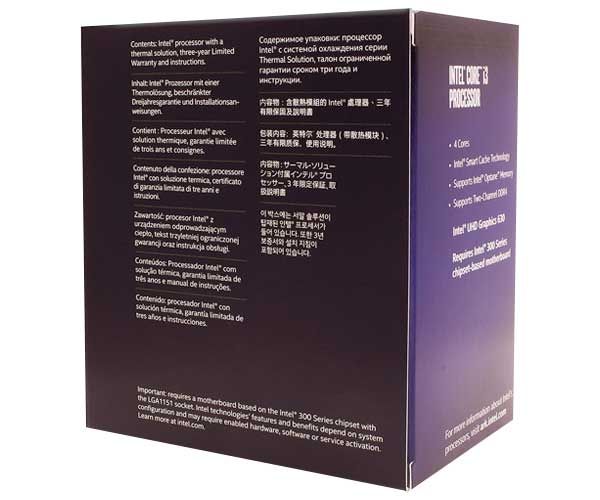 Contents: Intel® processor with a
thermal solution, three-year Limited
Warranty and instructions.
Inhalt: Intel® Prozessor mit einer
Thermolösung, beschränkter
Dreijahresgarantie und Installationsan-
weisungen.
Content : Processeur Intel® avec
solution thermique, garantie limitée
de trois ans et consignes.
Contenuto della confezione: processore
Intel® con soluzione termica, certificato
di garanzia limitata di tre anni e
istruzioni.
Zawartość: procesor Intel® z
urządzeniem odprowadzającym
ciepło, tekst trzyletniej ograniczonej
gwarancji oraz instrukcja obsługi.
Conteúdos: Processador Intel® com
solução térmica, garantia limitada de
três anos e manual de instruções.
Contenido: procesador Intel® con
solución térmica, garantía limitada de
tres años e instrucciones.
Содержимое упаковки: процессор
Intel® с системой охлаждения серии
Thermal Solution, талон ограниченной
гарантии сроком три года и
инструкции.
內容物：含散熱模組的 Intel® 處理器、三年
有限保固及說明書
包装内容：英特尔 处理器（带散热模块）、
三年有限质保、使用说明。
内容物：サーマル・ソリュー
ション付属インテル® プロ
セッサー、3 年限定保証、取
扱説明書
이 박스에는 서멀 솔루션이
탑재된 인텔® 프로세서가
들어 있습니다. 또한 3년
보증서와 설치 지침이
포함되어 있습니다.
Important: requires a motherboard based on the Intel® 300 Series chipset with
the LGA1151 socket. Intel technologies' features and benefits depend on system
configuration and may require enabled hardware, software or service activation.
Learn more at intel.com.
INTEL® CORE™ i3
PROCESSOR
• 4 Cores
• Intel® Smart Cache Technology
• Supports Intel® Optane™ Memory
• Supports Two-Channel DDR4
Intel® UHD Graphics 630
Requires Intel® 300 Series
chipset-based motherboard
For more information about Intel's
processors, visit ark.intel.com